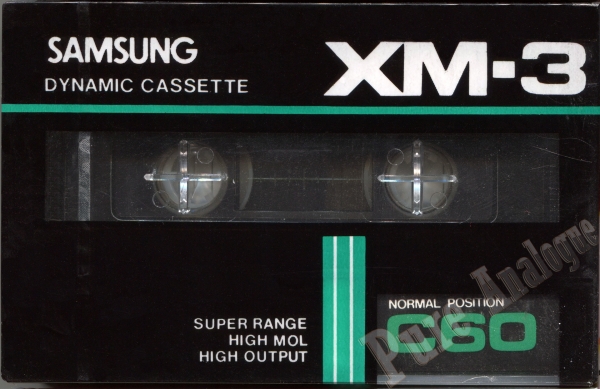 SAMSUNG
DYNAMIC CASSETTE
XM-3
SUPER RANGE
HIGH MOL
HIGH OUTPUT
NORMAL POSITION
C60
Pure Analogue